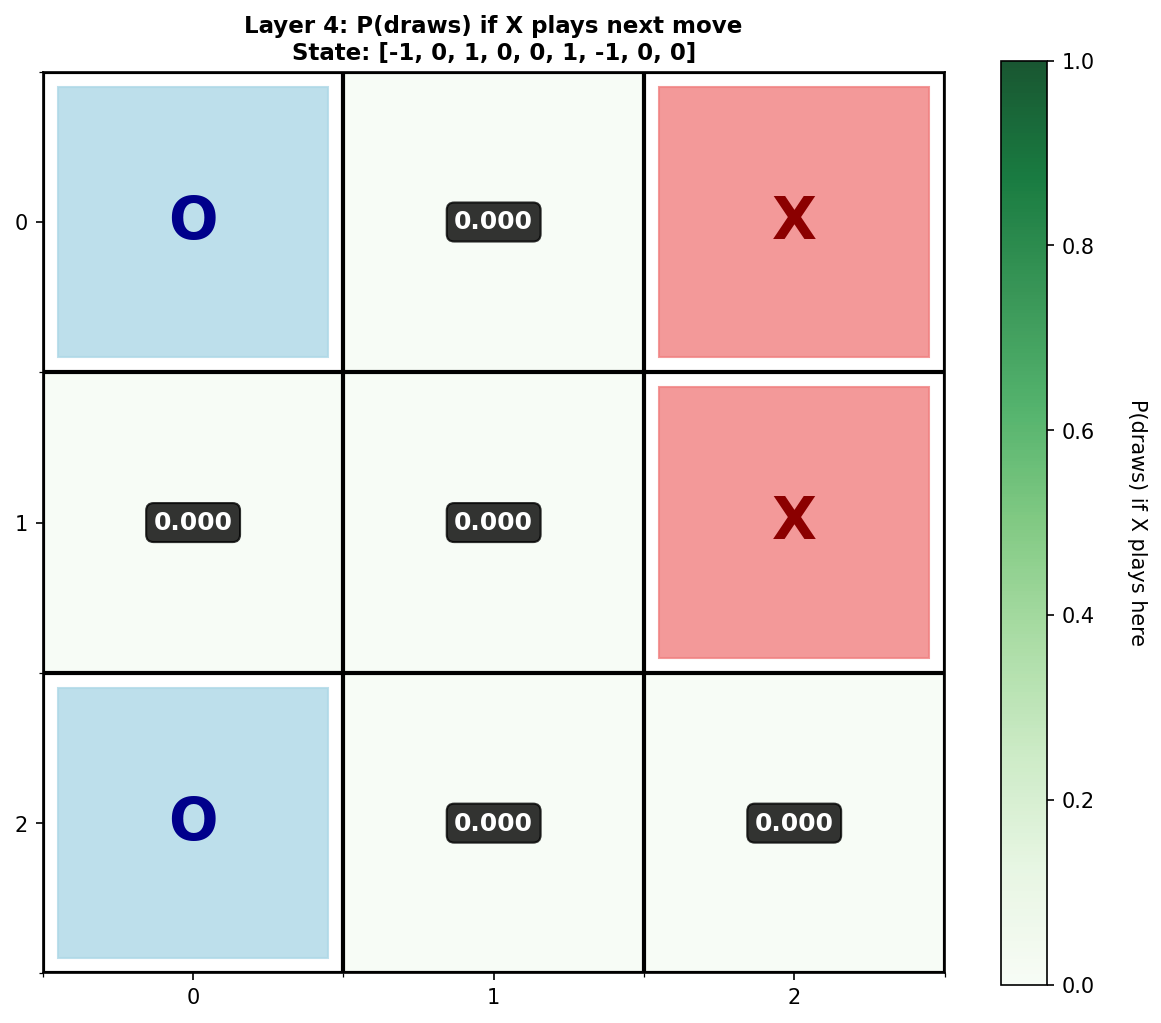 Layer 4: P(draws) if X plays next move
State: [-1, 0, 1, 0, 0, 1, -1, 0, 0]
0
O
0.000
X
1
0.000
0.000
X
2
O
0.000
0.000
0
1
2
1.0
0.8
0.6
0.4
0.2
0.0
P(draws) if X plays here